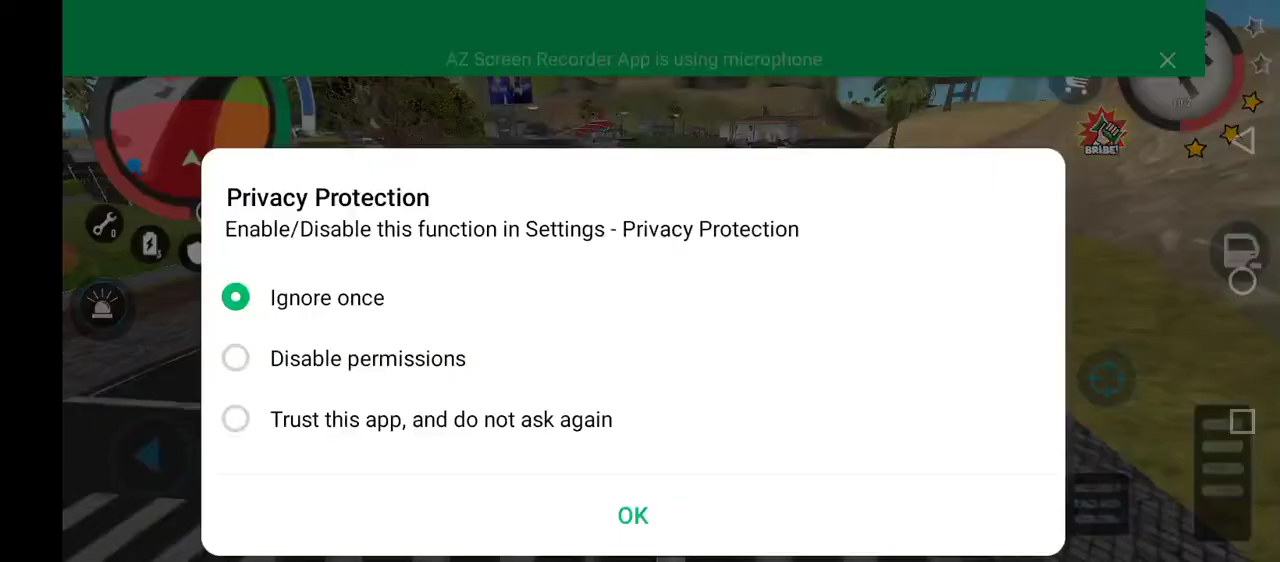 AZ Screen Recorder App is using microphone
BRIBE!
Privacy Protection
Enable/Disable this function in Settings - Privacy Protection
Ignore once
Disable permissions
Trust this app, and do not ask again
OK